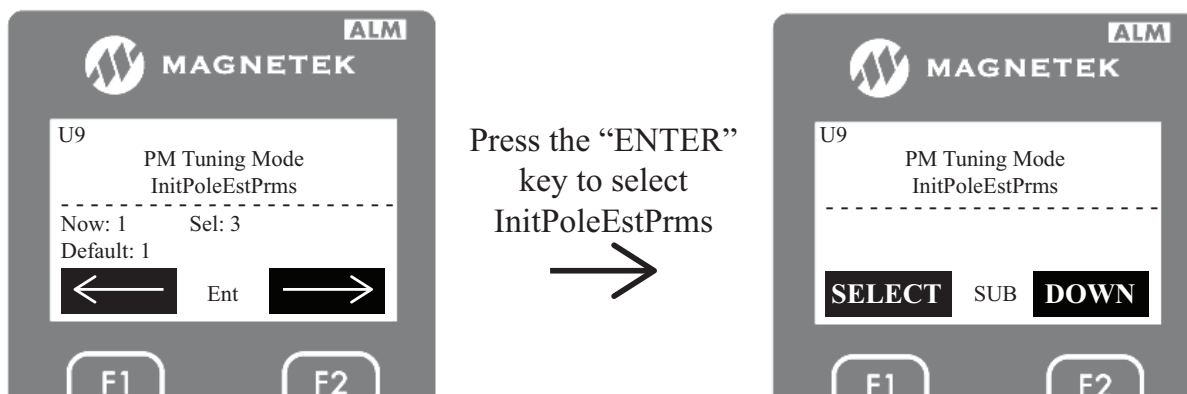 ALM
MAGNETEK
U9
PM Tuning Mode
InitPoleEstPrms
Now: 1 Sel: 3
Default: 1
Ent
F1 F2
Press the “ENTER”
key to select
InitPoleEstPrms
ALM
MAGNETEK
U9
PM Tuning Mode
InitPoleEstPrms
SELECT SUB DOWN
F1 F2